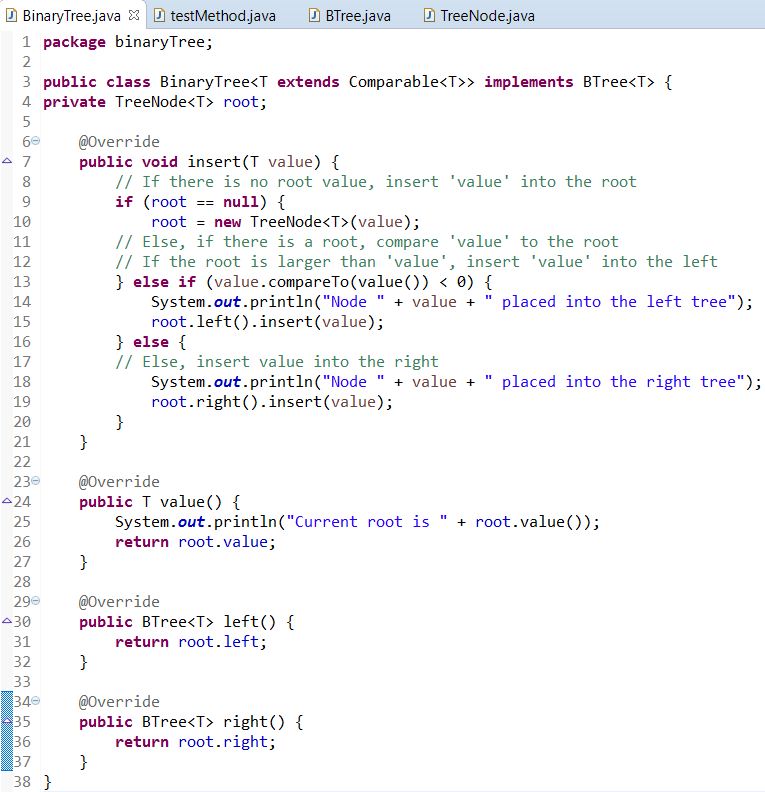 BinaryTree.java testMethod.java BTree.java TreeNode.java
1 package binaryTree;
2
3 public class BinaryTree<T extends Comparable<T>> implements BTree<T> {
4 private TreeNode<T> root;
5
6     @Override
7     public void insert(T value) {
8         // If there is no root value, insert 'value' into the root
9         if (root == null) {
10             root = new TreeNode<T>(value);
11         // Else, if there is a root, compare 'value' to the root
12         // If the root is larger than 'value', insert 'value' into the left
13         } else if (value.compareTo(value()) < 0) {
14             System.out.println("Node " + value + " placed into the left tree");
15             root.left().insert(value);
16         } else {
17         // Else, insert value into the right
18             System.out.println("Node " + value + " placed into the right tree");
19             root.right().insert(value);
20         }
21     }
22
23     @Override
24     public T value() {
25         System.out.println("Current root is " + root.value());
26         return root.value;
27     }
28
29     @Override
30     public BTree<T> left() {
31         return root.left;
32     }
33
34     @Override
35     public BTree<T> right() {
36         return root.right;
37     }
38 }